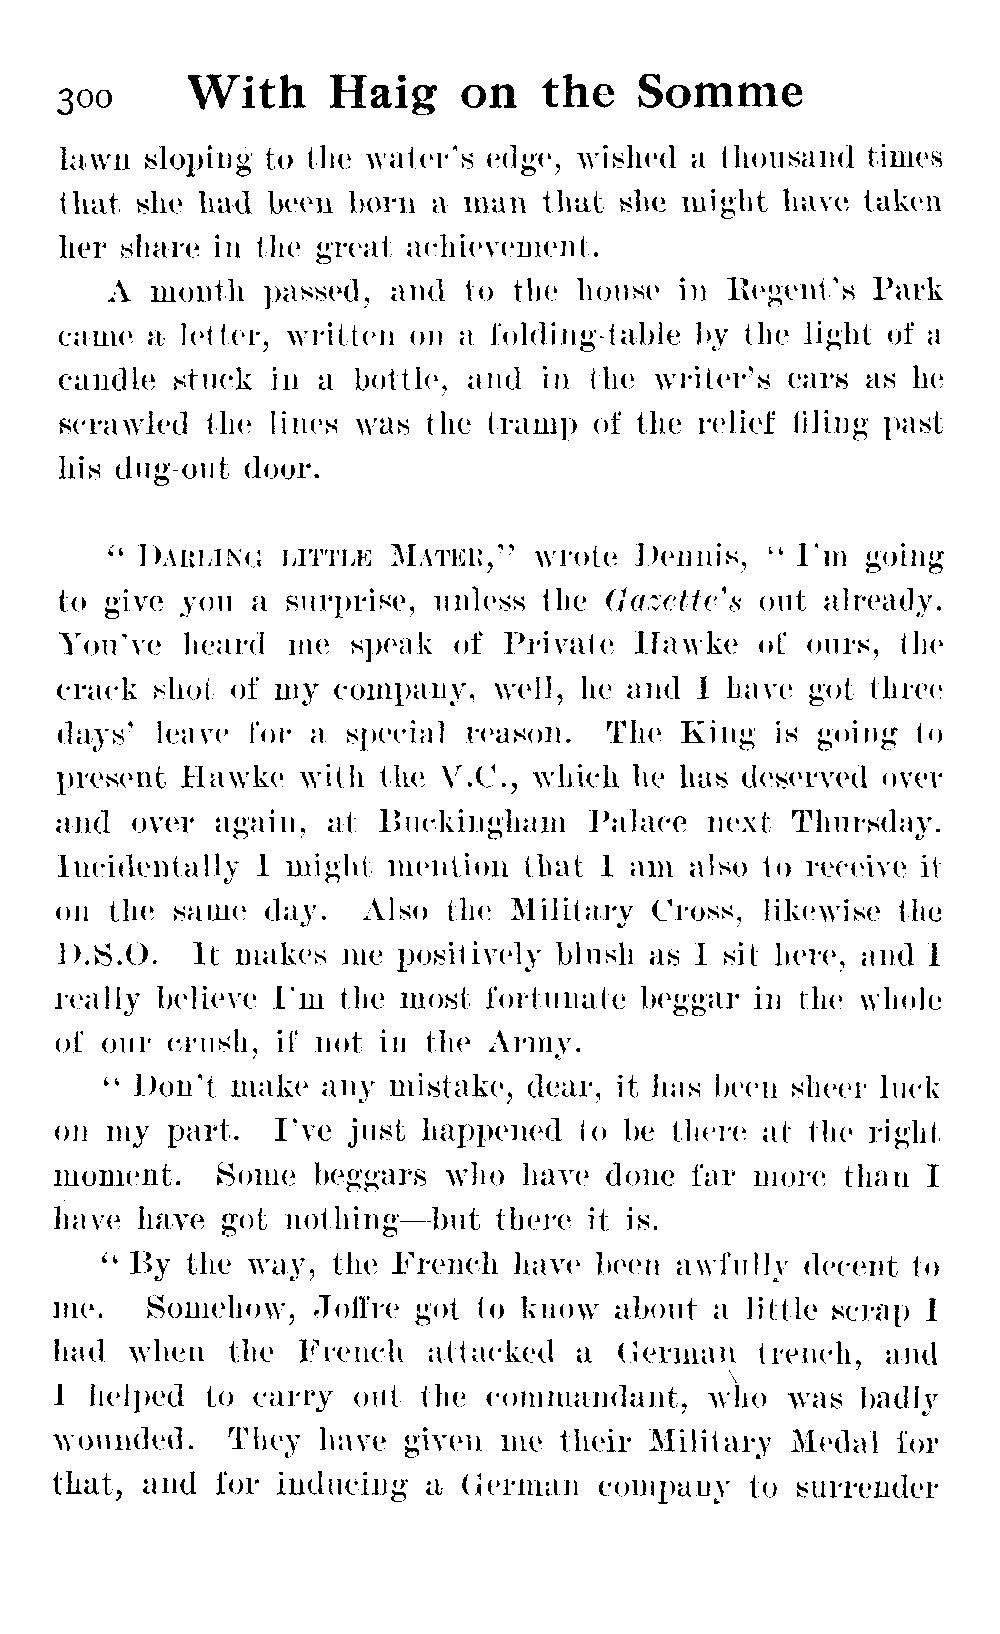 300 With Haig on the Somme
lawn sloping to the water's edge, wished a thousand times
that she had been born a man that she might have taken
her share in the great achievement.
A month passed, and to the house in Regent's Park
came a letter, written on a folding-table by the light of a
candle stuck in a bottle, and in the writer's ears as he
scrawled the lines was the tramp of the relief filing past
his dug-out door.
“ DARLING LITTLE MATER,” wrote Dennis, “ I'm going
to give you a surprise, unless the Gazette's out already.
You've heard me speak of Private Hawke of ours, the
crack shot of my company, well, he and I have got three
days' leave for a special reason. The King is going to
present Hawke with the V.C., which he has deserved over
and over again, at Buckingham Palace next Thursday.
Incidentally I might mention that I am also to receive it
on the same day. Also the Military Cross, likewise the
D.S.O. It makes me positively blush as I sit here, and I
really believe I'm the most fortunate beggar in the whole
of our crush, if not in the Army.
“ Don't make any mistake, dear, it has been sheer luck
on my part. I've just happened to be there at the right
moment. Some beggars who have done far more than I
have have got nothing—but there it is.
“ By the way, the French have been awfully decent to
me. Somehow, Joffre got to know about a little scrap I
had when the French attacked a German trench, and
I helped to carry out the commandant, who was badly
wounded. They have given me their Military Medal for
that, and for inducing a German company to surrender